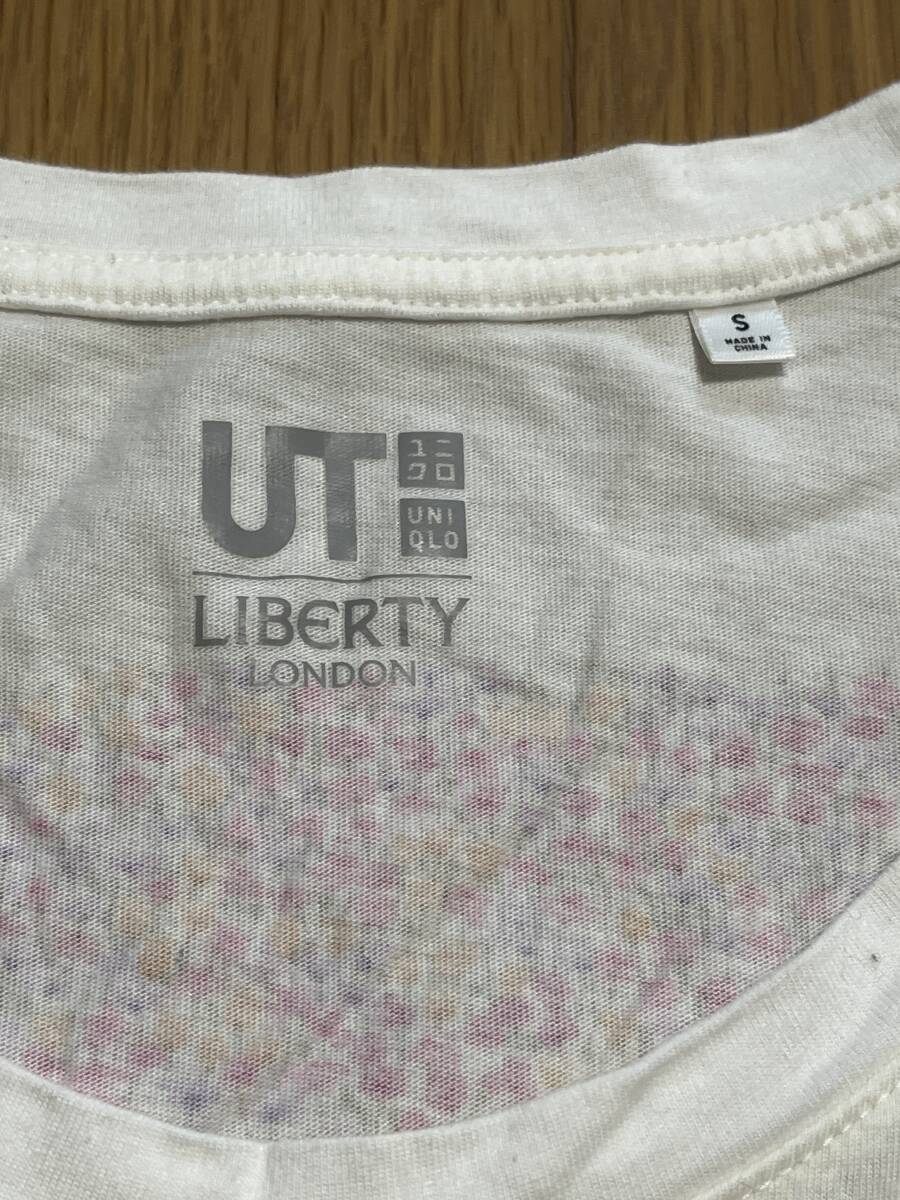 S
MADE IN
CHINA
UT
ユニ
クロ
UNI
QLO
LIBERTY
LONDON